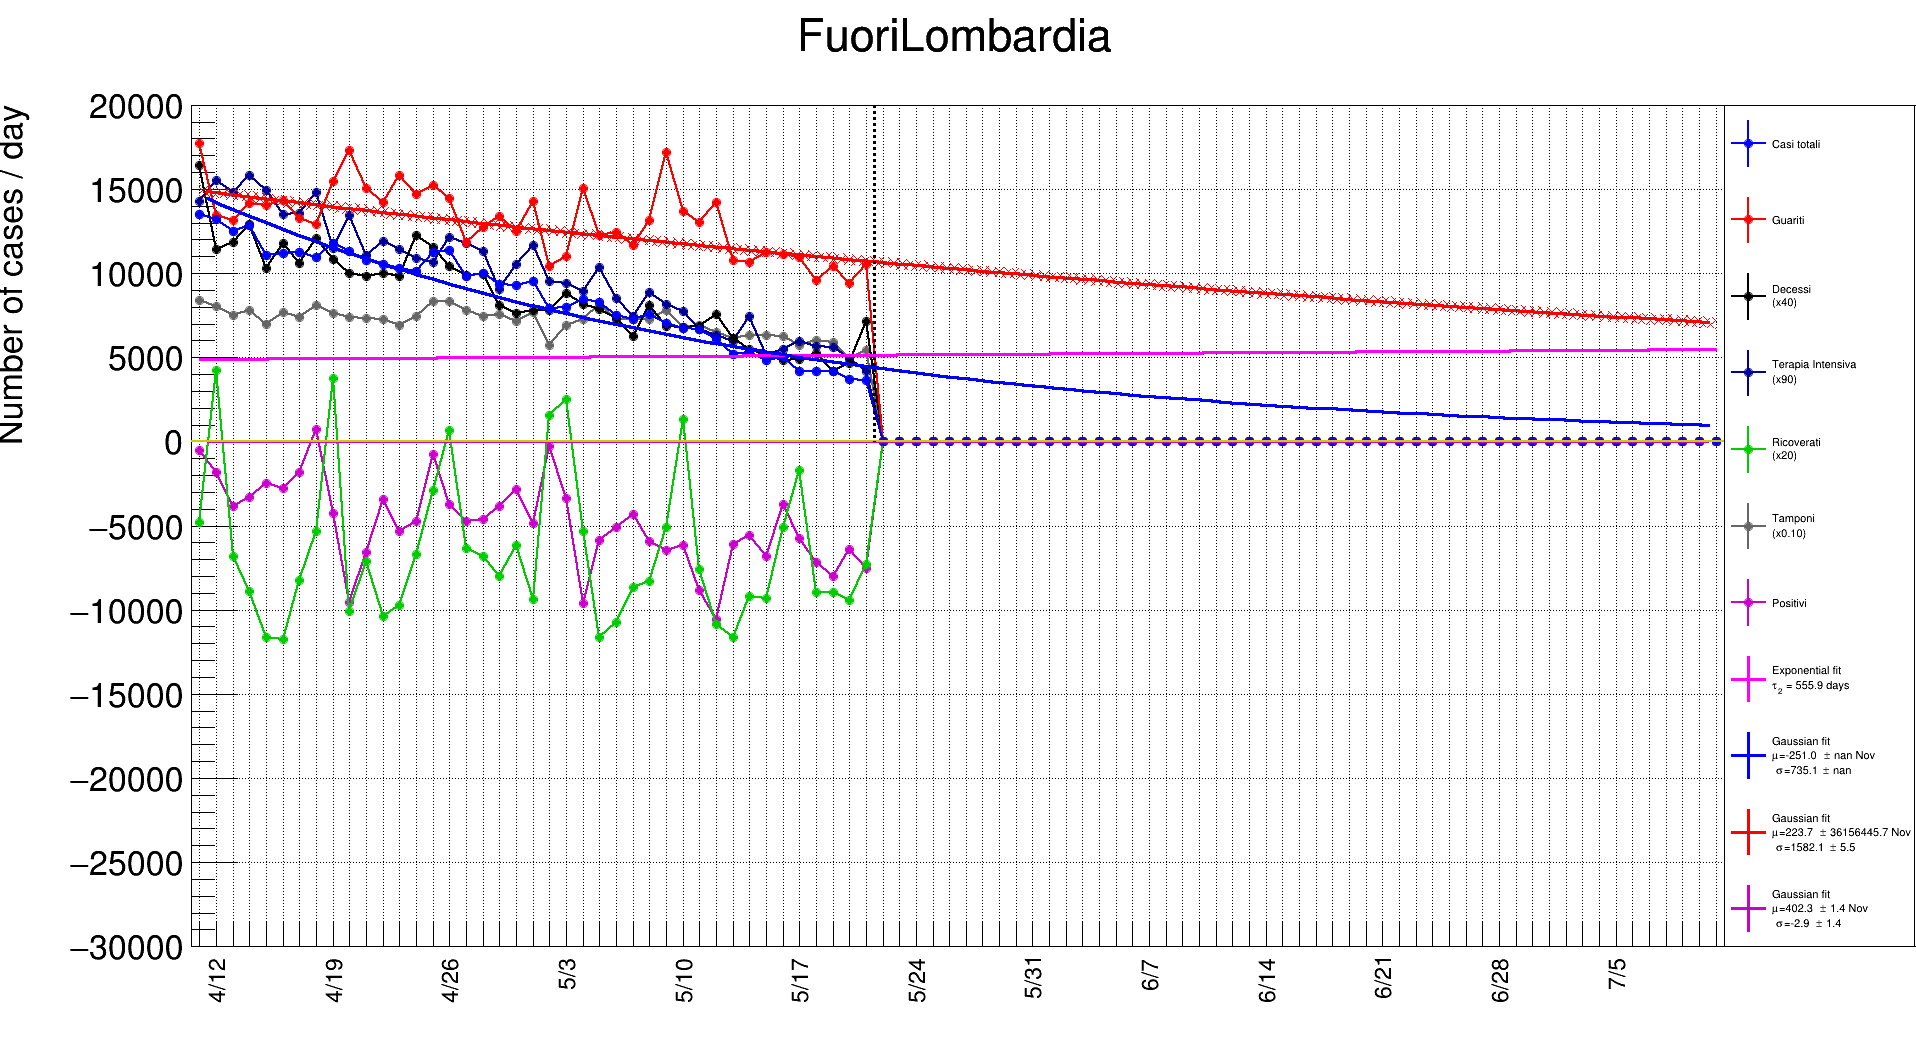 FuoriLombardia
Number of cases / day
20000
15000
10000
5000
0
−5000
−10000
−15000
−20000
−25000
−30000
4/12
4/19
4/26
5/3
5/10
5/17
5/24
5/31
6/7
6/14
6/21
6/28
7/5
Casi totali
Guariti
Decessi
(x40)
Terapia Intensiva
(x90)
Ricoverati
(x20)
Tamponi
(x0.10)
Positivi
Exponential fit
τ2 = 555.9 days
Gaussian fit
μ=-251.0 ± nan Nov
σ=735.1 ± nan
Gaussian fit
μ=223.7 ± 36156445.7 Nov
σ=1582.1 ± 5.5
Gaussian fit
μ=402.3 ± 1.4 Nov
σ=-2.9 ± 1.4